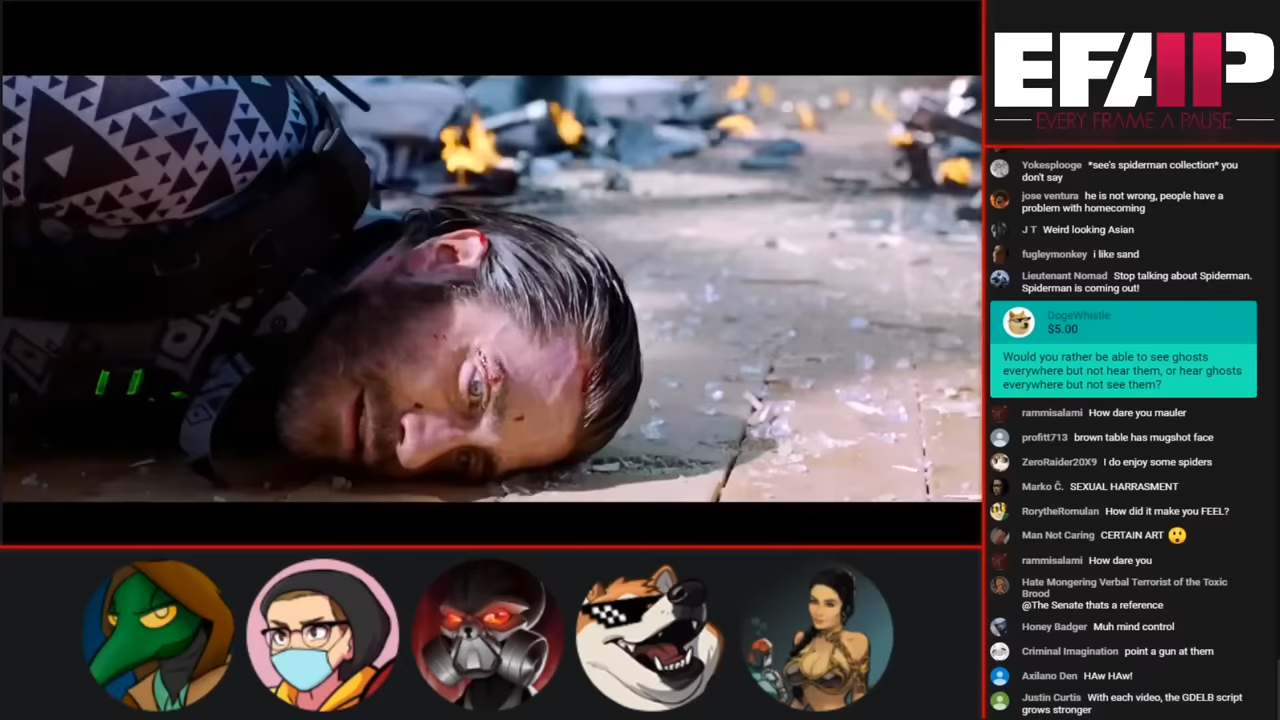 EFAP
EVERY FRAME A PAUSE
Yokesplooge *see's spiderman collection* you
don't say
jose ventura he is not wrong, people have a
problem with homecoming
J T Weird looking Asian
fugleymonkey i like sand
Lieutenant Nomad Stop talking about Spiderman.
Spiderman is coming out!
DogeWhistle
$5.00
Would you rather be able to see ghosts
everywhere but not hear them, or hear ghosts
everywhere but not see them?
rammisalami How dare you mauler
profitt713 brown table has mugshot face
ZeroRaider20X9 I do enjoy some spiders
Marko Č. SEXUAL HARRASMENT
RorytheRomulan How did it make you FEEL?
Man Not Caring CERTAIN ART
rammisalami How dare you
Hate Mongering Verbal Terrorist of the Toxic
Brood
@The Senate thats a reference
Honey Badger Muh mind control
Criminal Imagination point a gun at them
Axilano Den HAw HAw!
Justin Curtis With each video, the GDELB script
grows stronger